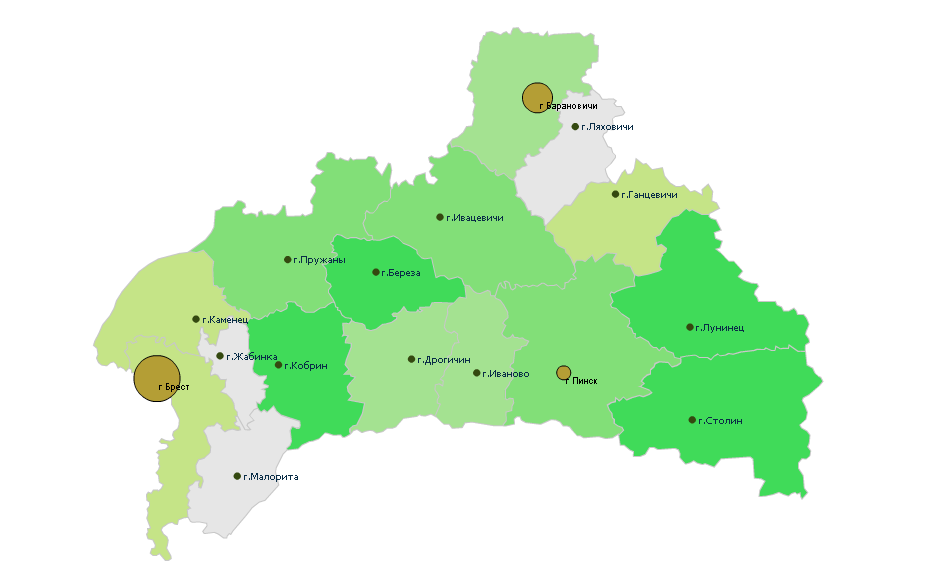 г Барановичи
г.Ляховичи
г.Ганцевичи
г.Ивацевичи
г.Пружаны
г.Береза
г.Каменец
г.Лунинец
г.Жабинка
г.Кобрин
г.Дрогичин
г.Иваново
г Пинск
г Брест
г.Столин
г.Малорита